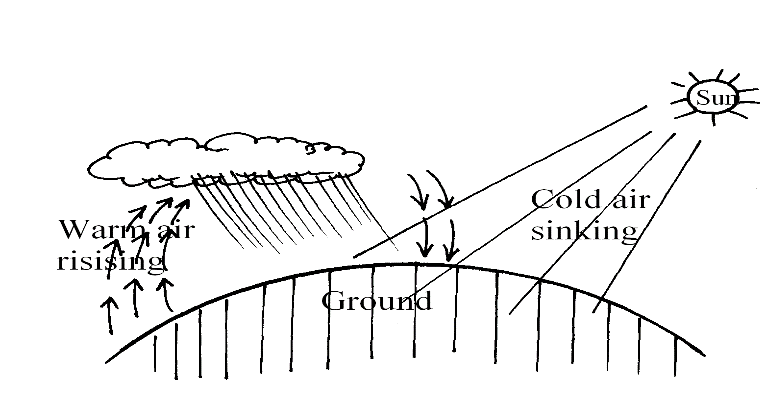 Sun
Cold air
sinking
Warm air
risising
Ground